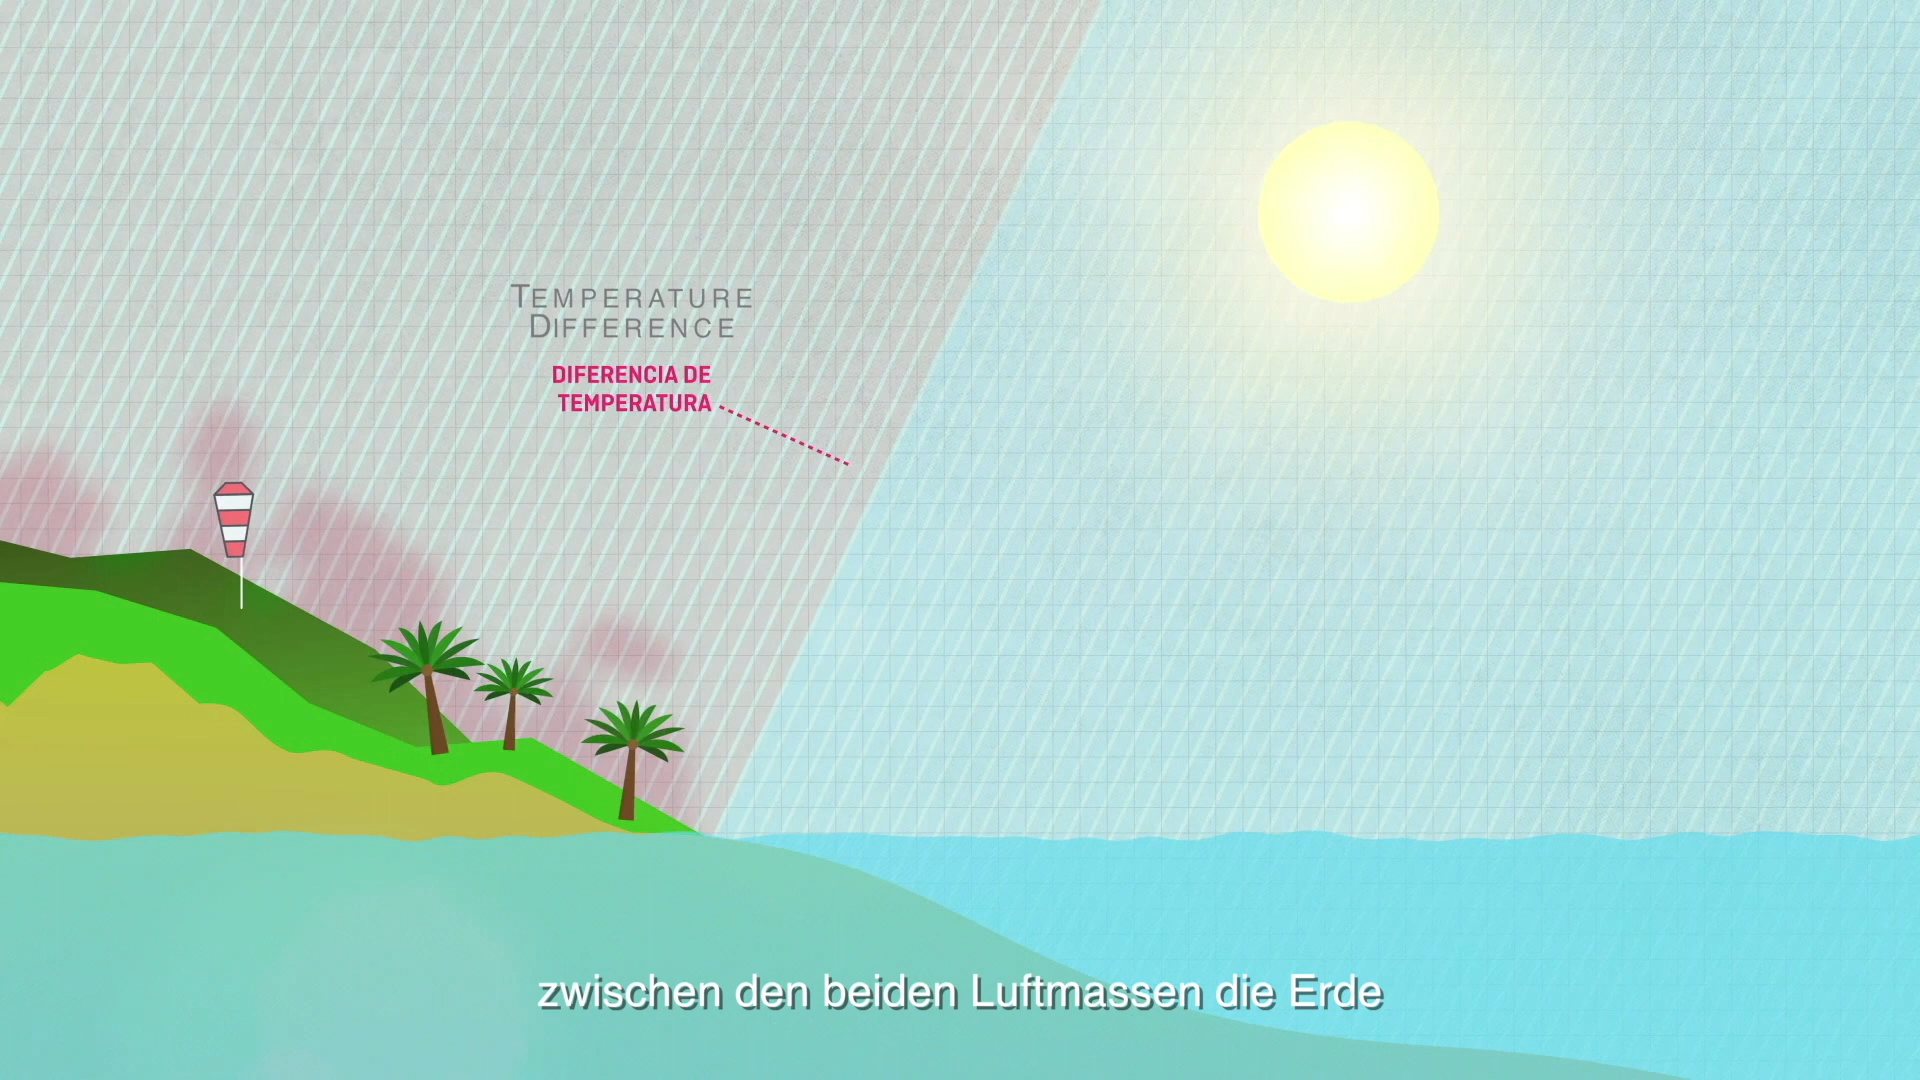 TEMPERATURE
DIFFERENCE
DIFERENCIA DE
TEMPERATURA
zwischen den beiden Luftmassen die Erde